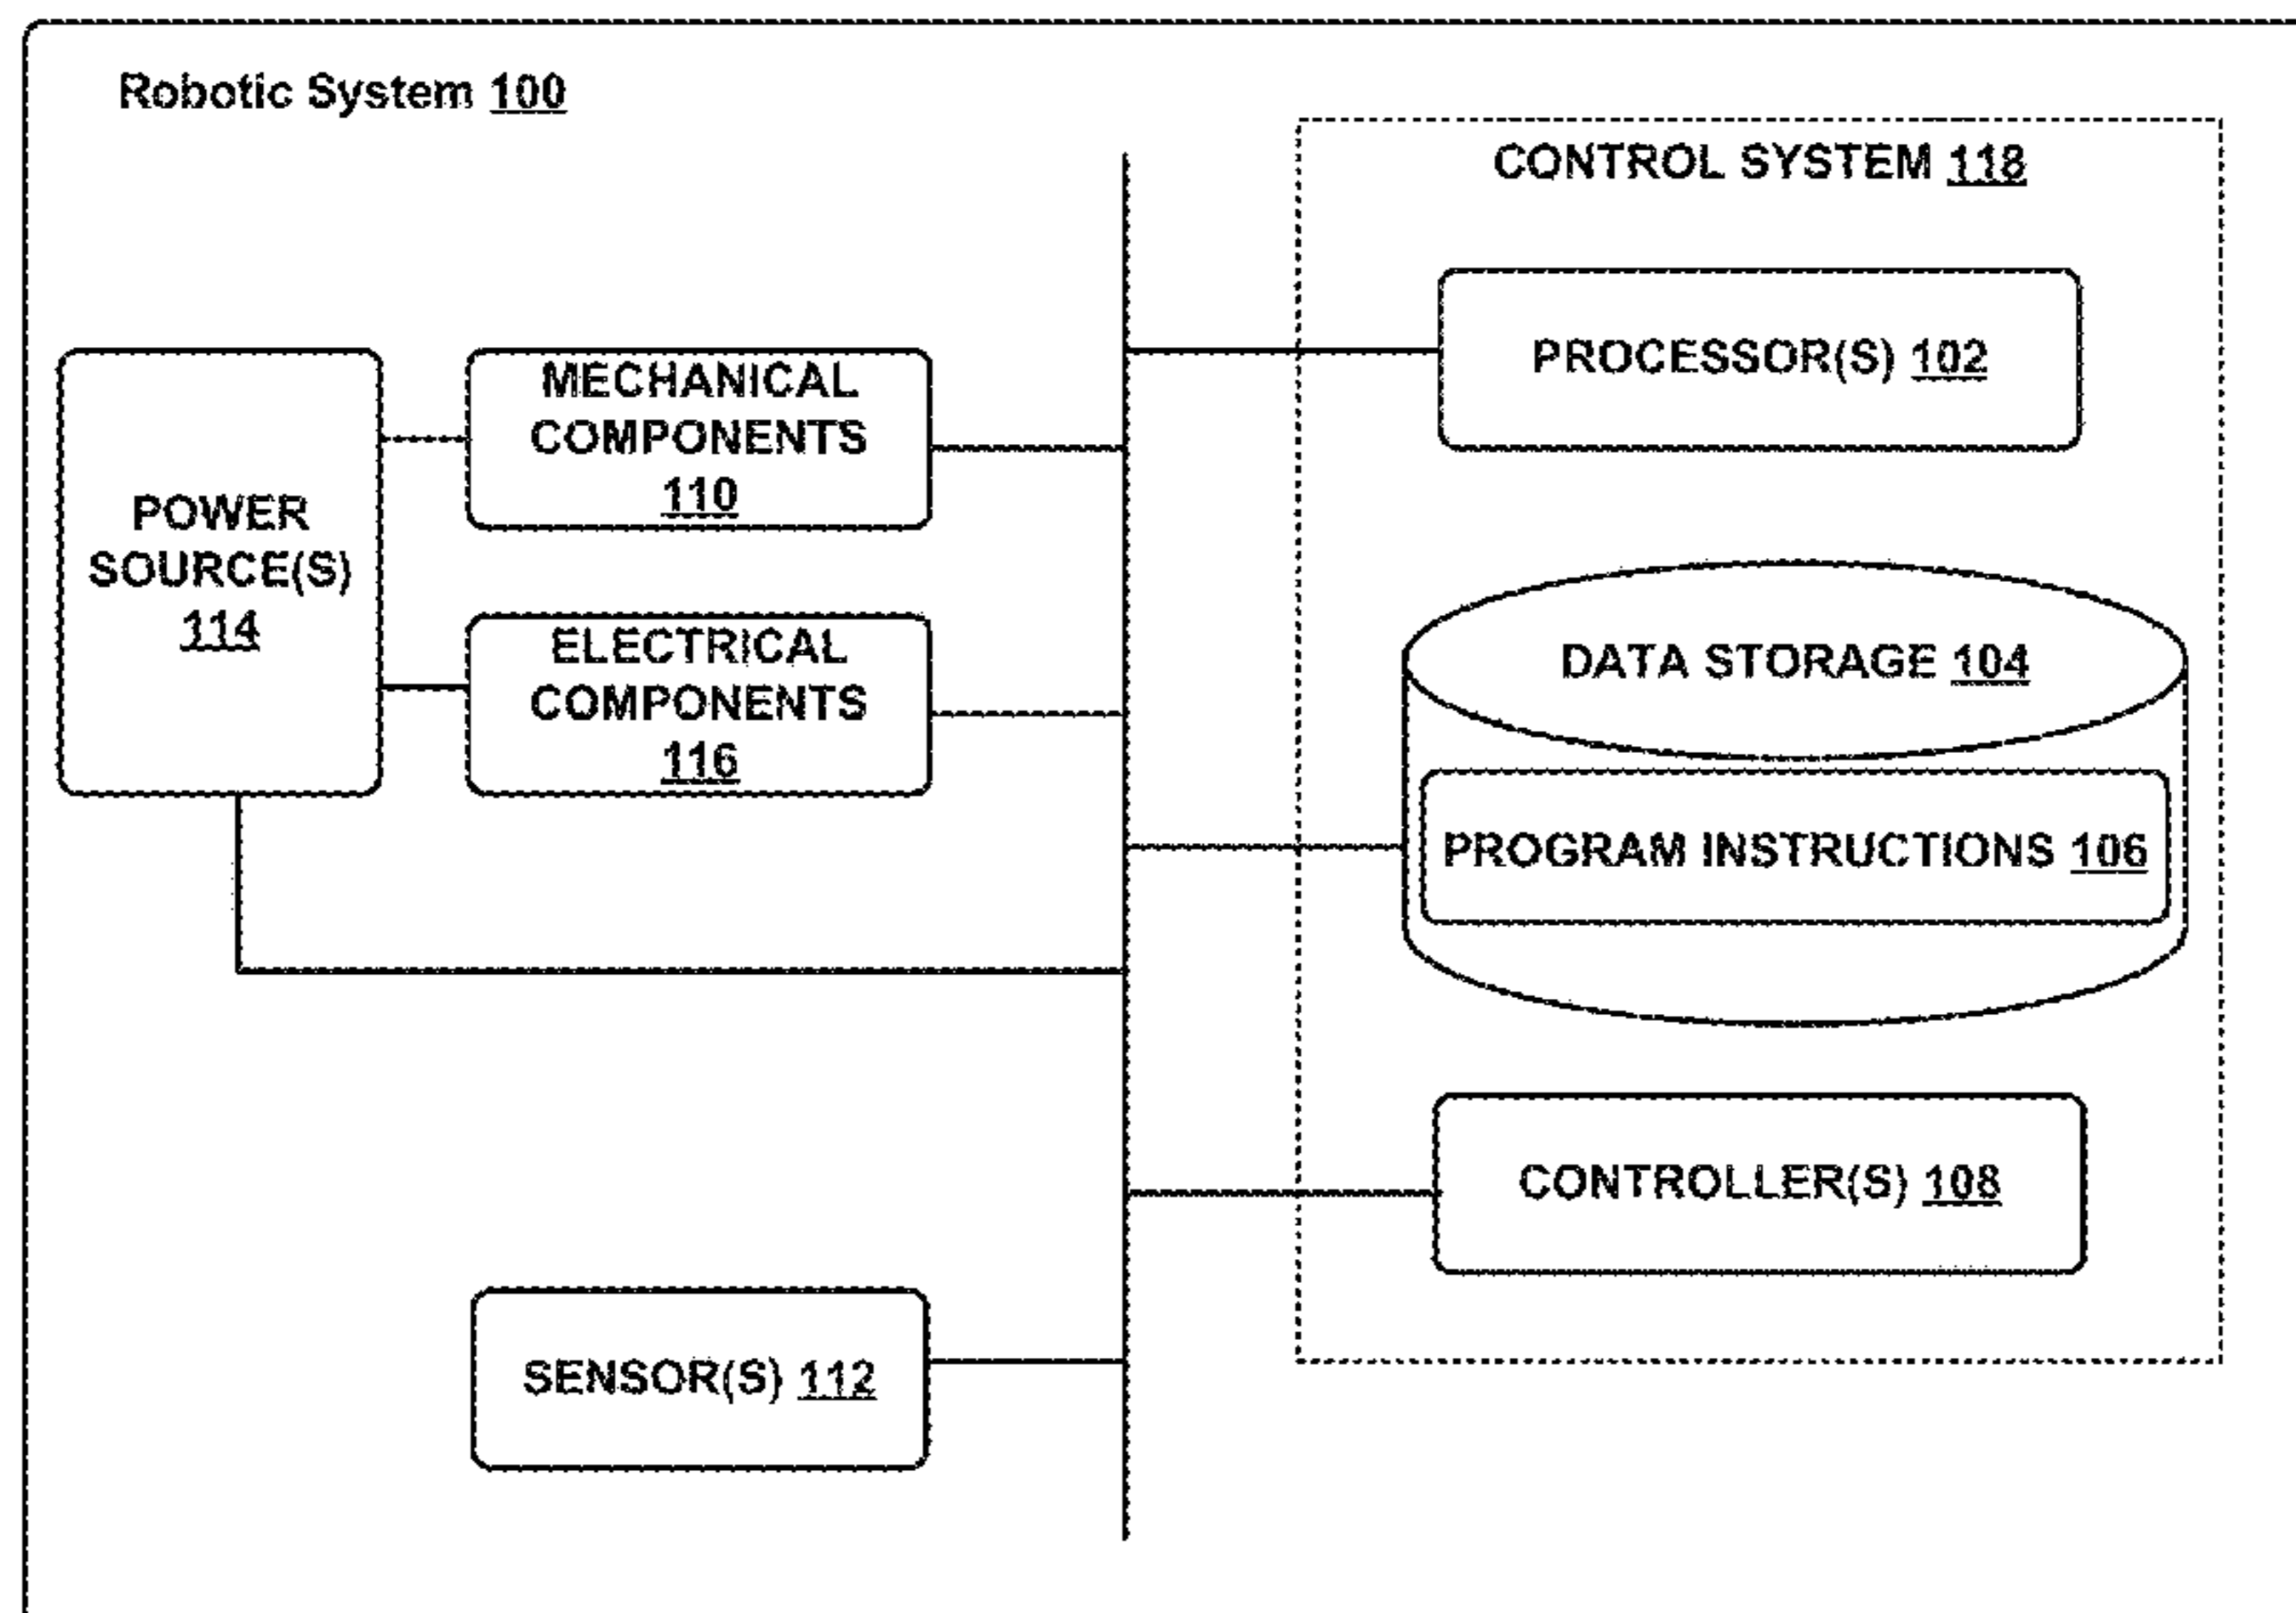 Robotic System 100
CONTROL SYSTEM 118
PROCESSOR(S) 102
MECHANICAL
COMPONENTS
110
POWER
SOURCE(S)
114
ELECTRICAL
COMPONENTS
116
DATA STORAGE 104
PROGRAM INSTRUCTIONS 106
CONTROLLER(S) 108
SENSOR(S) 112